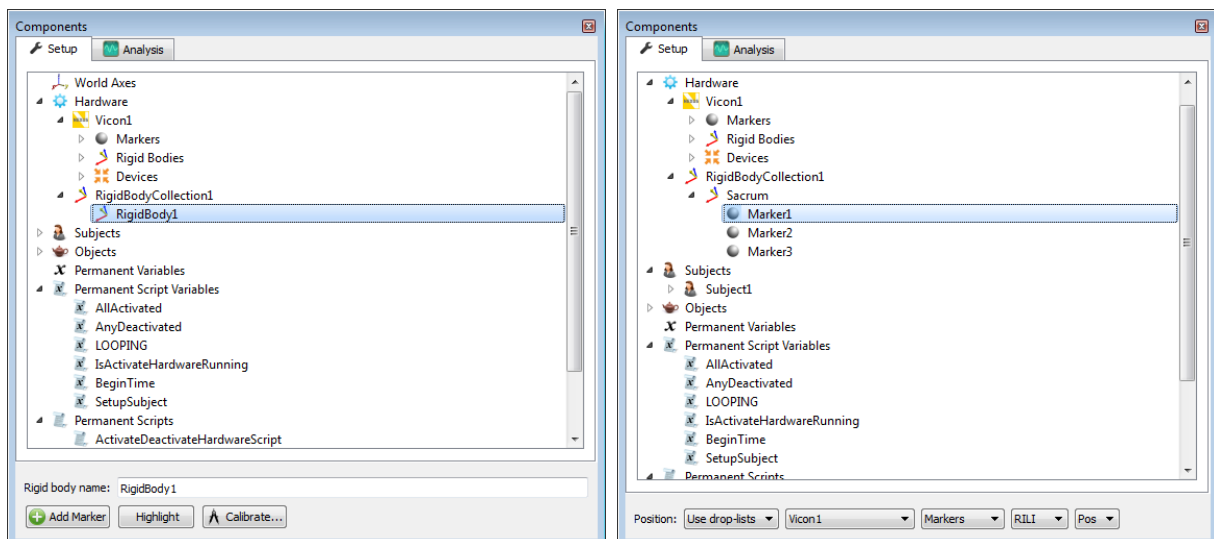 Components
Setup Analysis
World Axes
Hardware
Vicon1
Markers
Rigid Bodies
Devices
RigidBodyCollection1
RigidBody1
Subjects
Objects
Permanent Variables
Permanent Script Variables
AllActivated
AnyDeactivated
LOOPING
IsActivateHardwareRunning
BeginTime
SetupSubject
Permanent Scripts
ActivateDeactivateHardwareScript
Rigid body name: RigidBody1
Add Marker Highlight Calibrate...
Components
Setup Analysis
Hardware
Vicon1
Markers
Rigid Bodies
Devices
RigidBodyCollection1
Sacrum
Marker1
Marker2
Marker3
Subjects
Subject1
Objects
Permanent Variables
Permanent Script Variables
AllActivated
AnyDeactivated
LOOPING
IsActivateHardwareRunning
BeginTime
SetupSubject
Permanent Scripts
Position: Use drop-lists Vicon1 Markers RILI Pos